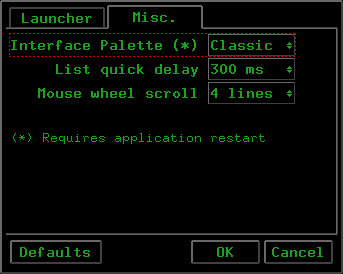 Launcher Misc.
Interface Palette (*) Classic
List quick delay 300 ms
Mouse wheel scroll 4 lines
(*) Requires application restart
Defaults OK Cancel